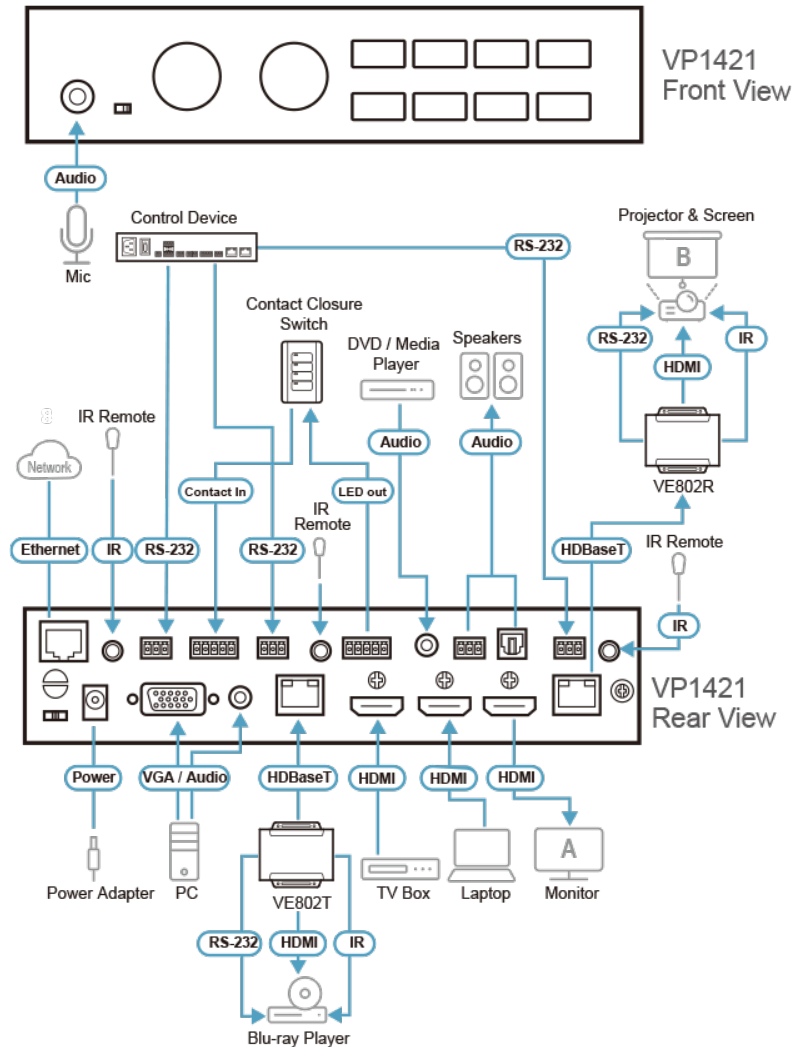 VP1421
Front View
Audio
Mic
Control Device
RS-232
Projector & Screen
B
Contact Closure
Switch
DVD / Media
Player
Speakers
RS-232
IR
HDMI
IR Remote
Audio
Audio
Network
VE802R
Contact In
LED out
IR
Remote
Ethernet
IR
RS-232
RS-232
HDBaseT
IR Remote
IR
VP1421
Rear View
Power
VGA / Audio
HDBaseT
HDMI
HDMI
HDMI
A
Power Adapter
PC
VE802T
TV Box
Laptop
Monitor
RS-232
HDMI
IR
Blu-ray Player